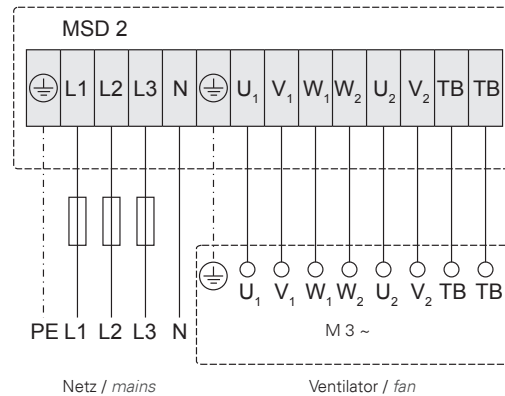 MSD 2
L1 L2 L3 N U₁ V₁ W₁ W₂ U₂ V₂ TB TB
U₁ V₁ W₁ W₂ U₂ V₂ TB TB
PE L1 L2 L3 N M 3 ~
Netz / mains Ventilator / fan